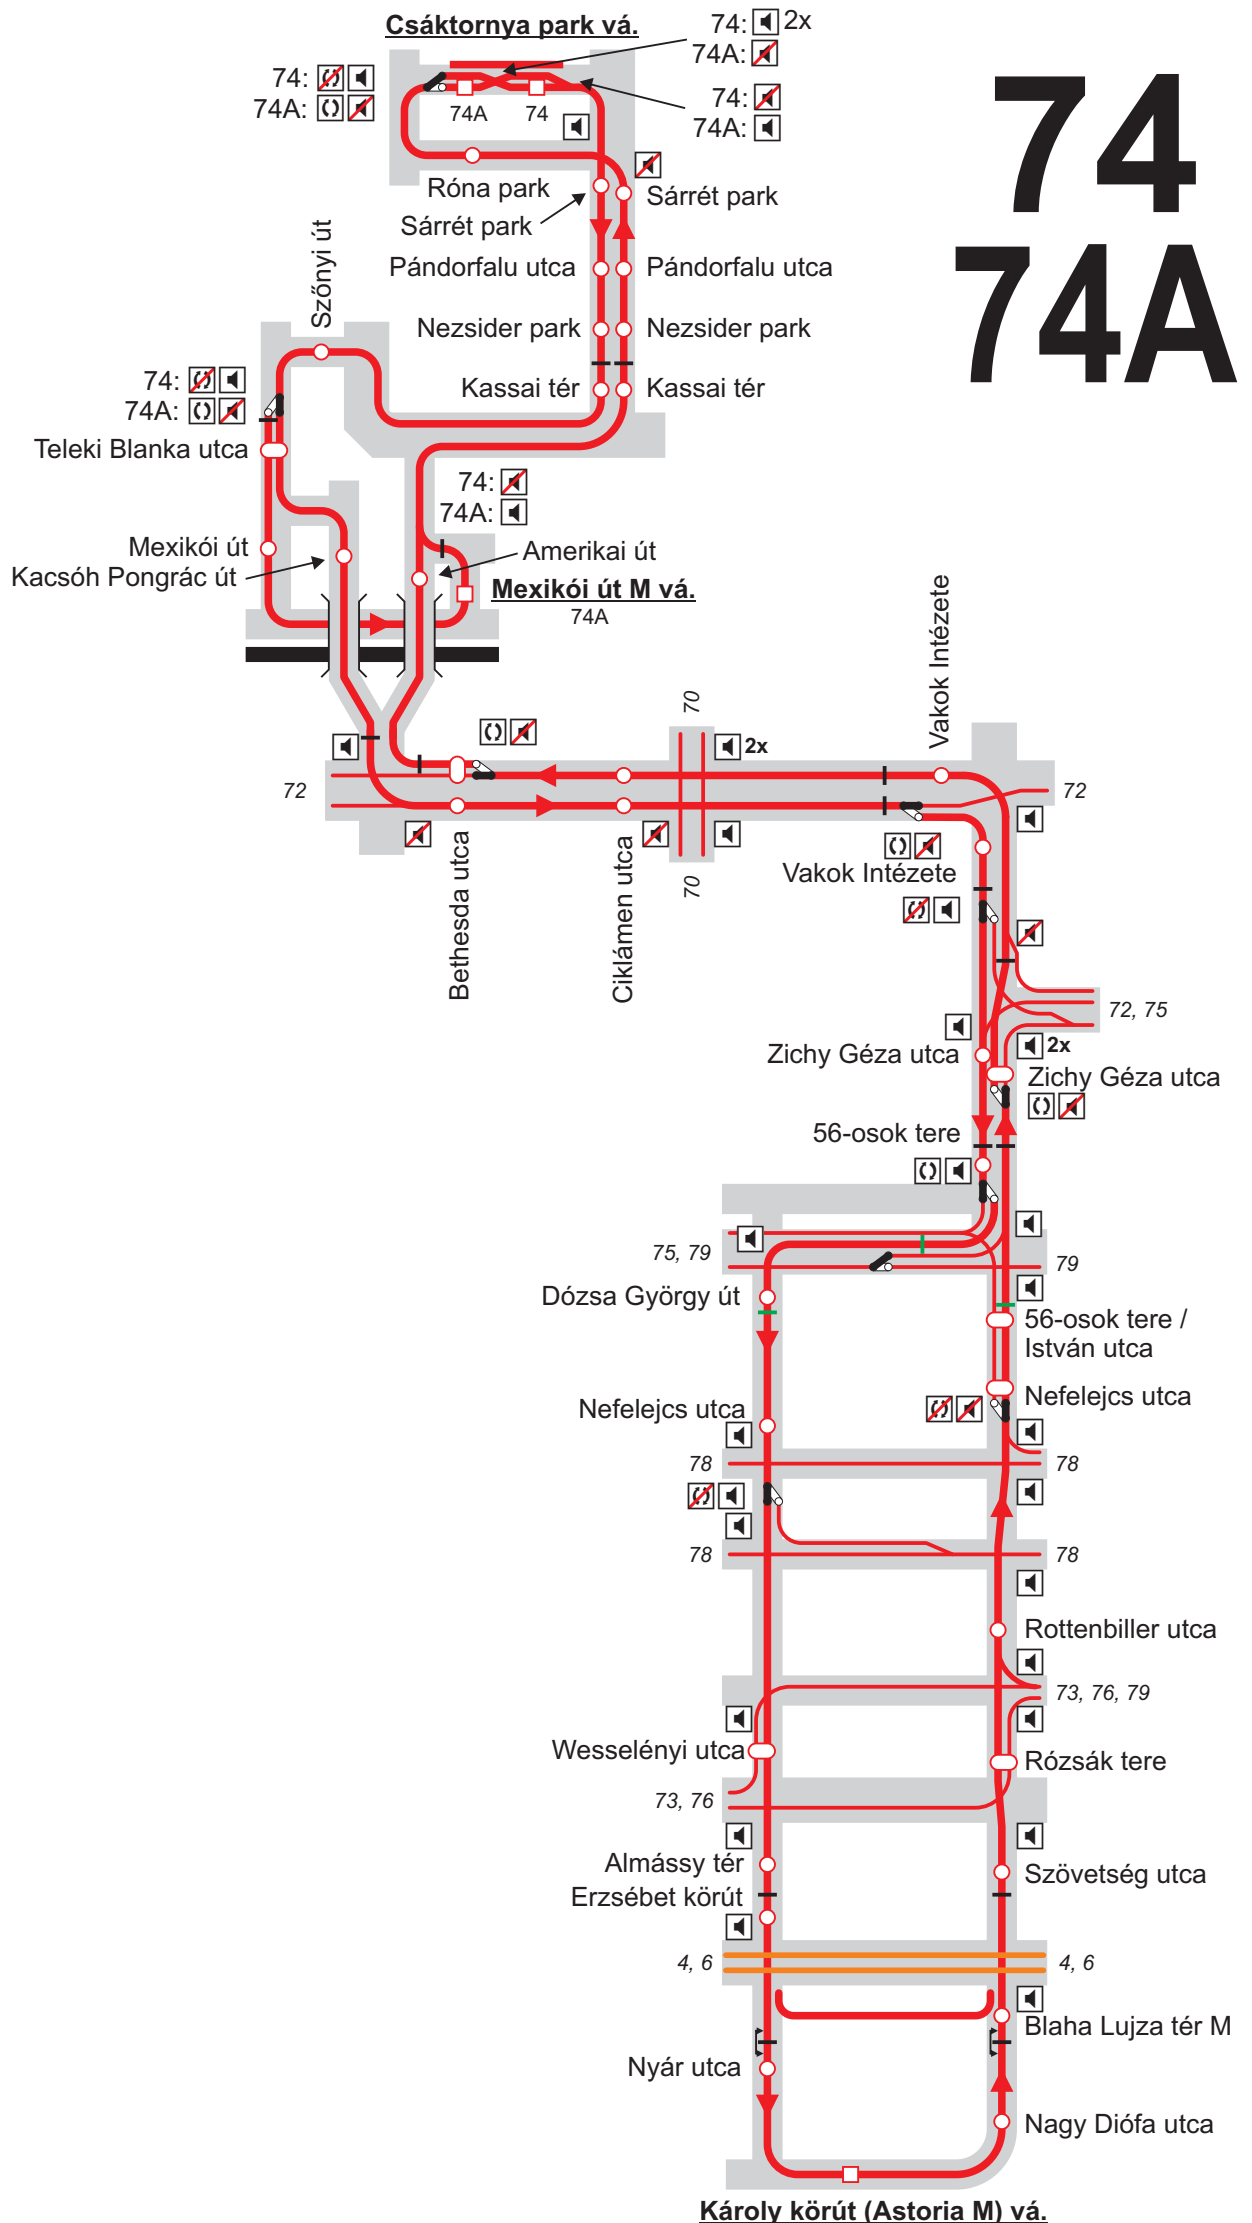 Csáktornya park vá.
74: 2x
74A:
74:
74A:
74:
74A:
74
74A
74A
74
Róna park
Sárrét park
Sárrét park
Pándorfalu utca
Pándorfalu utca
Nezsider park
Nezsider park
Kassai tér
Kassai tér
Szőnyi út
74:
74A:
Teleki Blanka utca
74:
74A:
Mexikói út
Kacsóh Pongrác út
Amerikai út
Mexikói út M vá.
74A
Vakok Intézete
70
2x
72
72
Bethesda utca
Ciklámen utca
70
Vakok Intézete
72, 75
Zichy Géza utca
2x
Zichy Géza utca
56-osok tere
75, 79
79
Dózsa György út
56-osok tere /
István utca
Nefelejcs utca
Nefelejcs utca
78
78
78
78
Rottenbiller utca
73, 76, 79
Wesselényi utca
Rózsák tere
73, 76
Almássy tér
Szövetség utca
Erzsébet körút
4, 6
4, 6
Blaha Lujza tér M
Nyár utca
Nagy Diófa utca
Károly körút (Astoria M) vá.